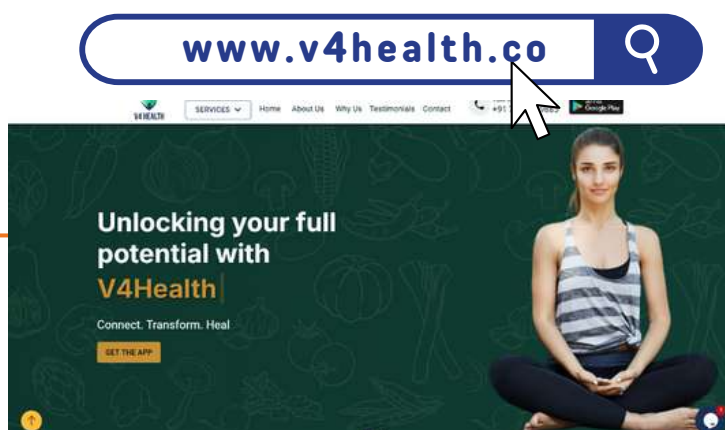 www.v4health.co
V4 HEALTH
SERVICES Home About Us Why Us Testimonials Contact +91
Google Play
Unlocking your full
potential with
V4Health
Connect. Transform. Heal
GET THE APP